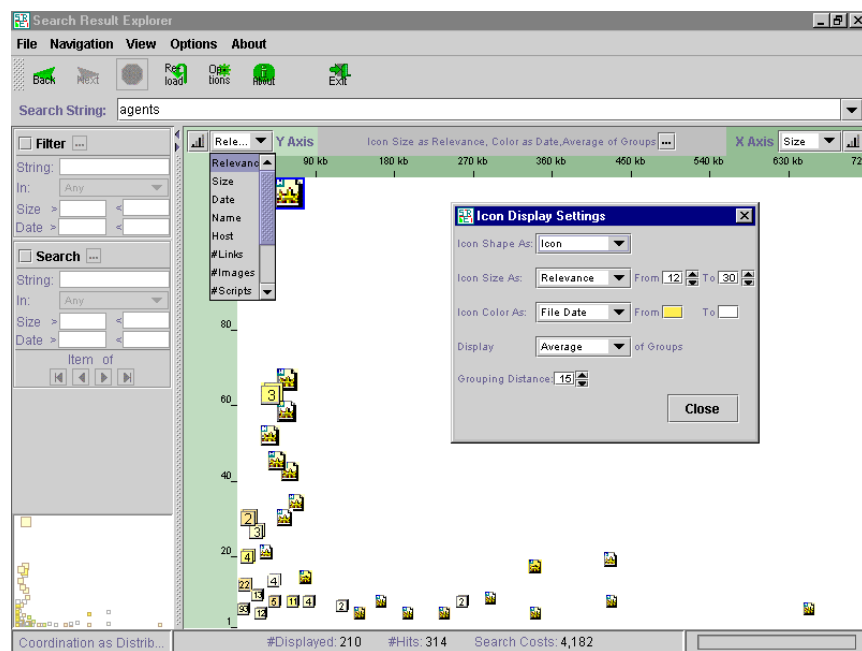 Search Result Explorer
File Navigation View Options About
Back Next Re-load Options About Exit
Search String: agents
Filter ...
String:
In: Any
Size > <
Date > <
Search ...
String:
In: Any
Size > <
Date > <
Item of
Rele... Y Axis Icon Size as Relevance, Color as Date,Average of Groups ... X Axis Size
90 kb 180 kb 270 kb 360 kb 460 kb 540 kb 630 kb 72
Relevanc
Size
Date
Name
Host
#Links
#Images
#Scripts
80
60
40
20
1
3
2
3
4
22
13
4
93
12
6
11
4
2
2
Icon Display Settings
Icon Shape As: Icon
Icon Size As: Relevance From 12 To 30
Icon Color As: File Date From To
Display Average of Groups
Grouping Distance: 15
Close
Coordination as Distrib... #Displayed: 210 #Hits: 314 Search Costs: 4,182